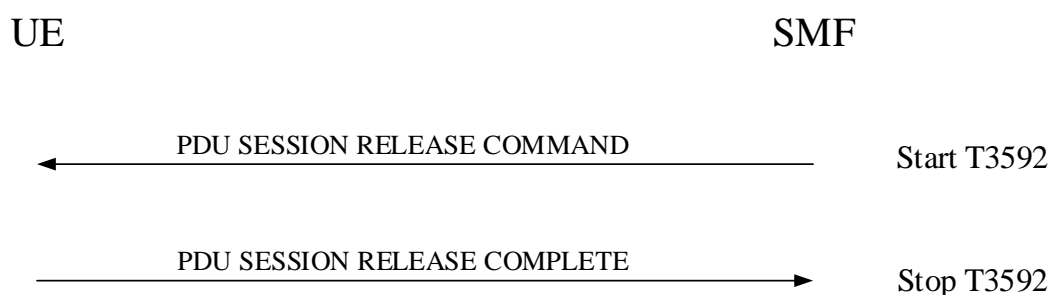 UE
SMF
PDU SESSION RELEASE COMMAND
Start T3592
PDU SESSION RELEASE COMPLETE
Stop T3592